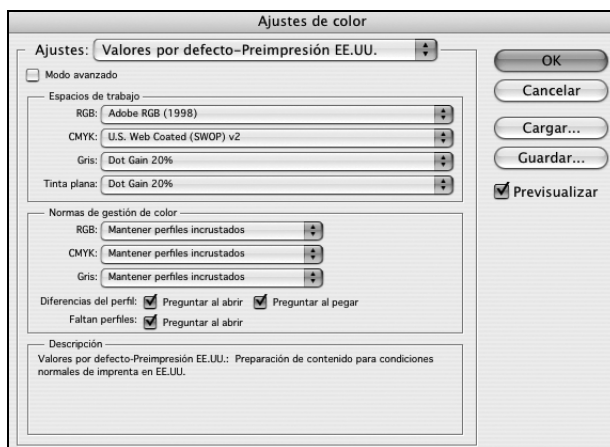 Ajustes de color
Ajustes: Valores por defecto-Preimpresión EE.UU.
Modo avanzado
Espacios de trabajo
RGB: Adobe RGB (1998)
CMYK: U.S. Web Coated (SWOP) v2
Gris: Dot Gain 20%
Tinta plana: Dot Gain 20%
Normas de gestión de color
RGB: Mantener perfiles incrustados
CMYK: Mantener perfiles incrustados
Gris: Mantener perfiles incrustados
Diferencias del perfil: Preguntar al abrir Preguntar al pegar
Faltan perfiles: Preguntar al abrir
Descripción
Valores por defecto-Preimpresión EE.UU.: Preparación de contenido para condiciones
normales de imprenta en EE.UU.
OK
Cancelar
Cargar...
Guardar...
Previsualizar